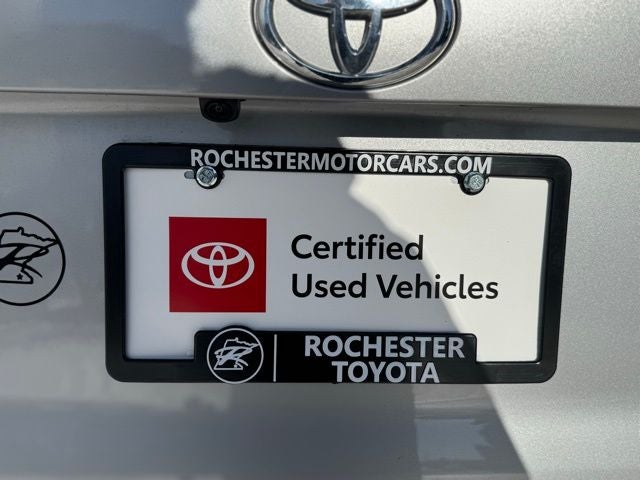 ROCHESTERMOTORCARS.COM
Certified
Used Vehicles
ROCHESTER
TOYOTA